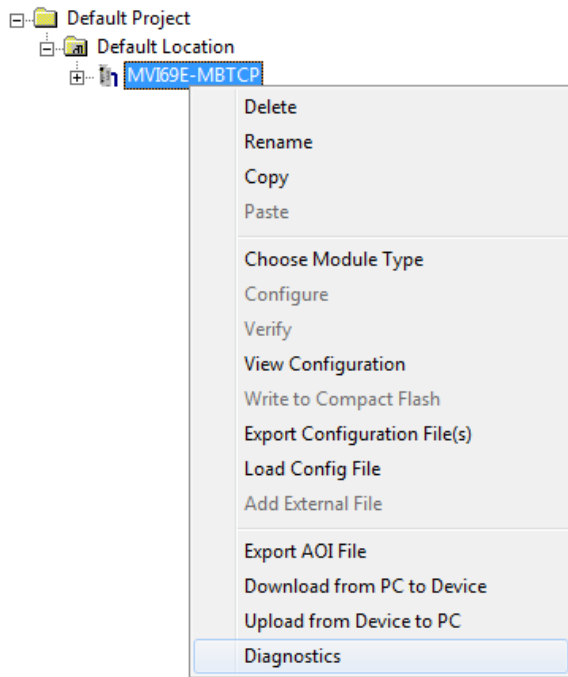 Default Project
Default Location
MVI69E-MBTCP
Delete
Rename
Copy
Paste
Choose Module Type
Configure
Verify
View Configuration
Write to Compact Flash
Export Configuration File(s)
Load Config File
Add External File
Export AOI File
Download from PC to Device
Upload from Device to PC
Diagnostics